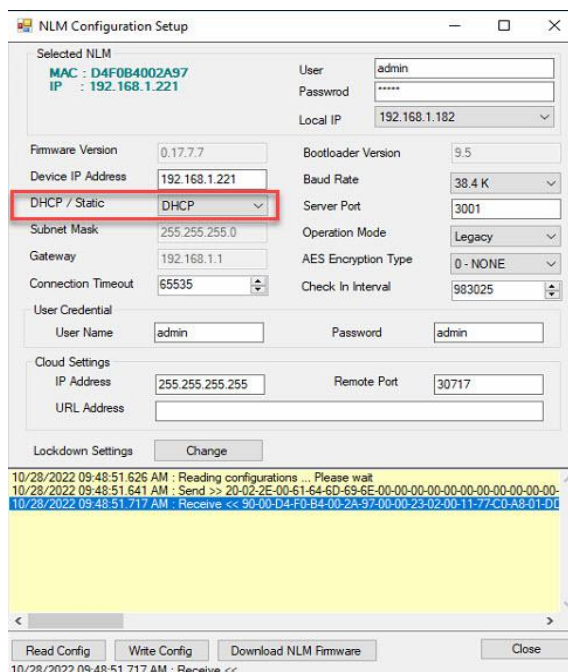 NLM Configuration Setup
Selected NLM
MAC : D4F0B4002A97
IP : 192.168.1.221
User admin
Passwrod *****
Local IP 192.168.1.182
Firmware Version 0.17.7.7 Bootloader Version 9.5
Device IP Address 192.168.1.221 Baud Rate 38.4 K
DHCP / Static DHCP Server Port 3001
Subnet Mask 255.255.255.0 Operation Mode Legacy
Gateway 192.168.1.1 AES Encryption Type 0 - NONE
Connection Timeout 65535 Check In Interval 983025
User Credential
User Name admin Password admin
Cloud Settings
IP Address 255.255.255.255 Remote Port 30717
URL Address
Lockdown Settings Change
10/28/2022 09:48:51.626 AM : Reading configurations ... Please wait
10/28/2022 09:48:51.641 AM : Send >> 20-02-2E-00-61-64-6D-69-6E-00-00-00-00-00-00-00-00-00-00-
10/28/2022 09:48:51.717 AM : Receive << 90-00-D4-F0-B4-00-2A-97-00-00-23-02-00-11-77-C0-A8-01-DD
Read Config Write Config Download NLM Firmware Close
10/28/2022 09:48:51.717 AM : Receive <<